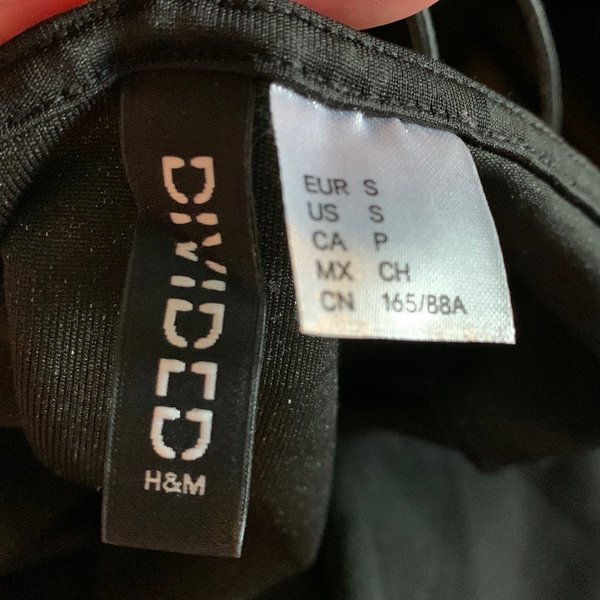 DIVIDED
H&M
EUR S
US S
CA P
MX CH
CN 165/88A